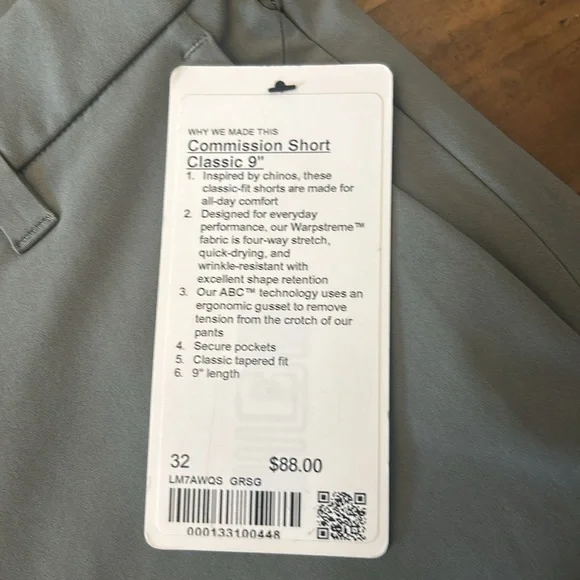 WHY WE MADE THIS
Commission Short
Classic 9"
1. Inspired by chinos, these
classic-fit shorts are made for
all-day comfort
2. Designed for everyday
performance, our Warpstreme™
fabric is four-way stretch,
quick-drying, and
wrinkle-resistant with
excellent shape retention
3. Our ABC™ technology uses an
ergonomic gusset to remove
tension from the crotch of our
pants
4. Secure pockets
5. Classic tapered fit
6. 9" length
32 $88.00
LM7AWQS GRSG
000133100448